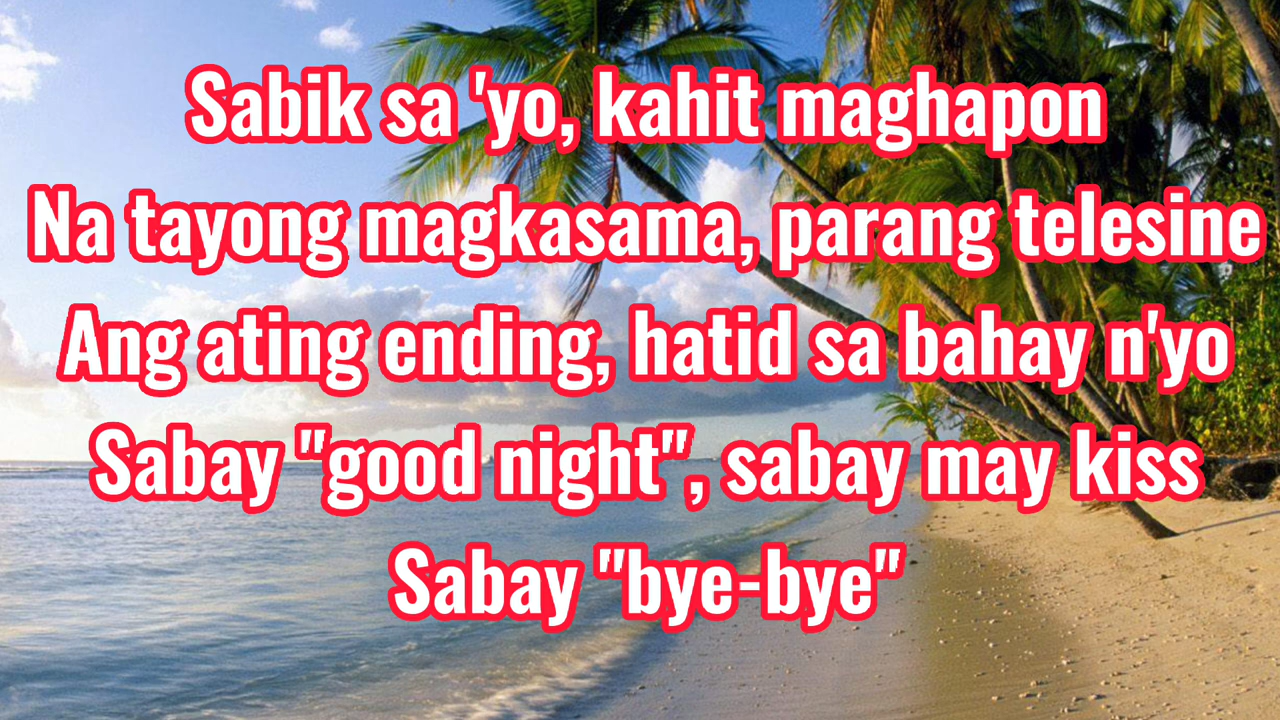 Sabik sa 'yo, kahit maghapon
Na tayong magkasama, parang telesine
Ang ating ending, hatid sa bahay n'yo
Sabay "good night", sabay may kiss
Sabay "bye-bye"